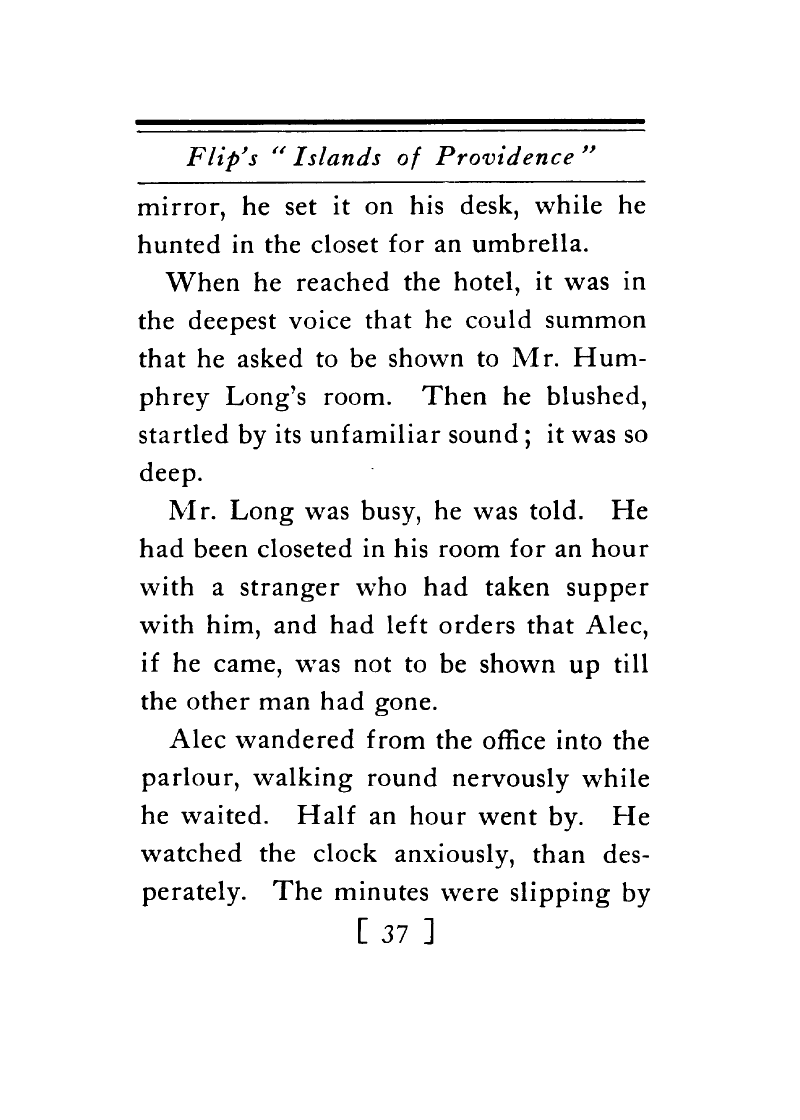 Flip's "Islands of Providence"
mirror, he set it on his desk, while he
hunted in the closet for an umbrella.
When he reached the hotel, it was in
the deepest voice that he could summon
that he asked to be shown to Mr. Hum-
phrey Long's room. Then he blushed,
startled by its unfamiliar sound; it was so
deep.
Mr. Long was busy, he was told. He
had been closeted in his room for an hour
with a stranger who had taken supper
with him, and had left orders that Alec,
if he came, was not to be shown up till
the other man had gone.
Alec wandered from the office into the
parlour, walking round nervously while
he waited. Half an hour went by. He
watched the clock anxiously, than des-
perately. The minutes were slipping by
[ 37 ]